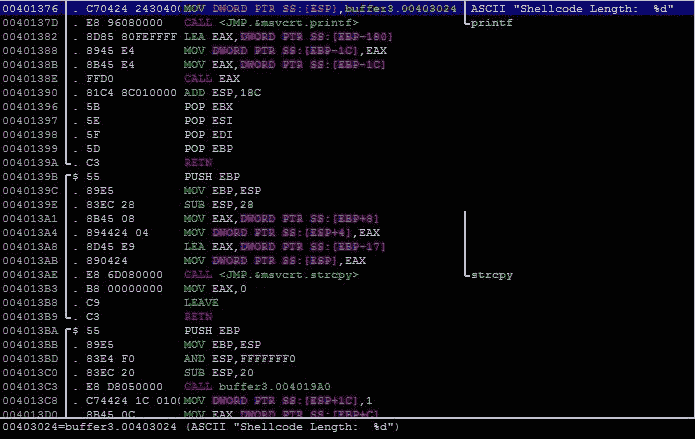 00401376 . C70424 2430400 MOV DWORD PTR SS:[ESP],buffer3.00403024 ASCII "Shellcode Length:  %d"
0040137D . E8 96080000 CALL <JMP.&msvcrt.printf> printf
00401382 . 8D85 80FEFFFF LEA EAX,DWORD PTR SS:[EBP-180]
00401388 . 8945 E4 MOV DWORD PTR SS:[EBP-1C],EAX
0040138B . 8B45 E4 MOV EAX,DWORD PTR SS:[EBP-1C]
0040138E . FFD0 CALL EAX
00401390 . 81C4 8C010000 ADD ESP,18C
00401396 . 5B POP EBX
00401397 . 5E POP ESI
00401398 . 5F POP EDI
00401399 . 5D POP EBP
0040139A . C3 RETN
0040139B $ 55 PUSH EBP
0040139C . 89E5 MOV EBP,ESP
0040139E . 83EC 28 SUB ESP,28
004013A1 . 8B45 08 MOV EAX,DWORD PTR SS:[EBP+8]
004013A4 . 894424 04 MOV DWORD PTR SS:[ESP+4],EAX
004013A8 . 8D45 E9 LEA EAX,DWORD PTR SS:[EBP-17]
004013AB . 890424 MOV DWORD PTR SS:[ESP],EAX
004013AE . E8 6D080000 CALL <JMP.&msvcrt.strcpy> strcpy
004013B3 . B8 00000000 MOV EAX,0
004013B8 . C9 LEAVE
004013B9 . C3 RETN
004013BA $ 55 PUSH EBP
004013BB . 89E5 MOV EBP,ESP
004013BD . 83E4 F0 AND ESP,FFFFFFF0
004013C0 . 83EC 20 SUB ESP,20
004013C3 . E8 D8050000 CALL buffer3.004019A0
004013C8 . C74424 1C 010 MOV DWORD PTR SS:[ESP+1C],1
004013D0 . 8B45 0C MOV EAX,DWORD PTR SS:[EBP+C]
00403024=buffer3.00403024 (ASCII "Shellcode Length:  %d")